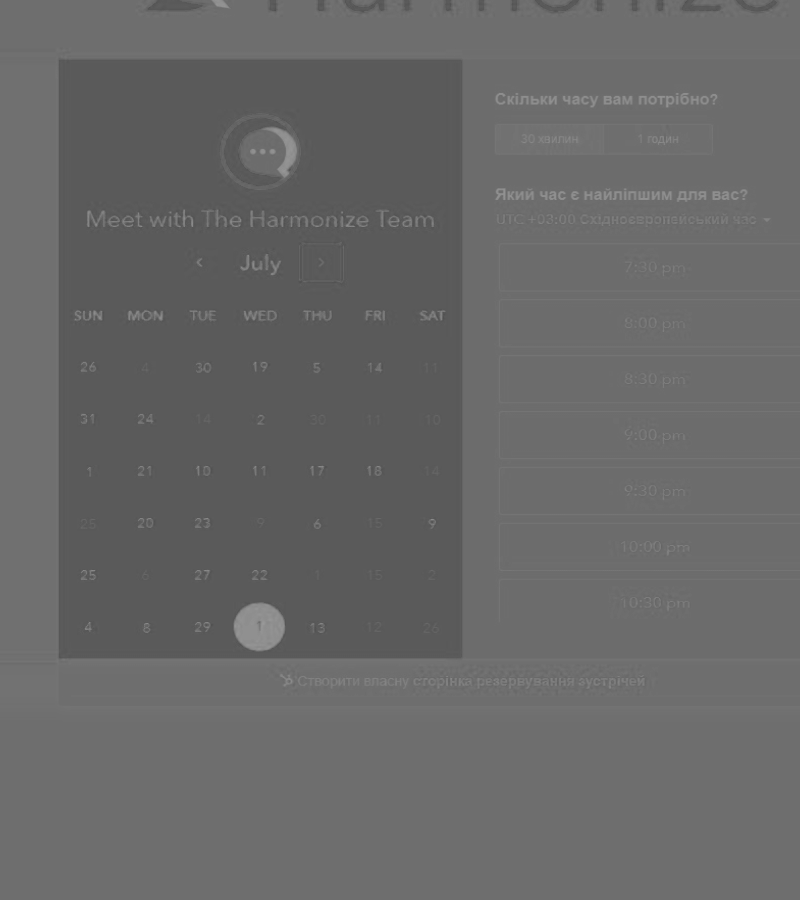 Harmonize
Meet with The Harmonize Team
July
SUN MON TUE WED THU FRI SAT
26 4 30 19 5 14 11
31 24 14 2 30 11 10
1 21 10 11 17 18 14
25 20 23 9 6 15 9
25 6 27 22 1 15 2
4 8 29 1 13 12 26
Скільки часу вам потрібно?
30 хвилин 1 годин
Який час є найліпшим для вас?
UTC +03:00 Східноєвропейський час
7:30 pm
8:00 pm
8:30 pm
9:00 pm
9:30 pm
10:00 pm
10:30 pm
Створити власну сторінка резервування зустрічей